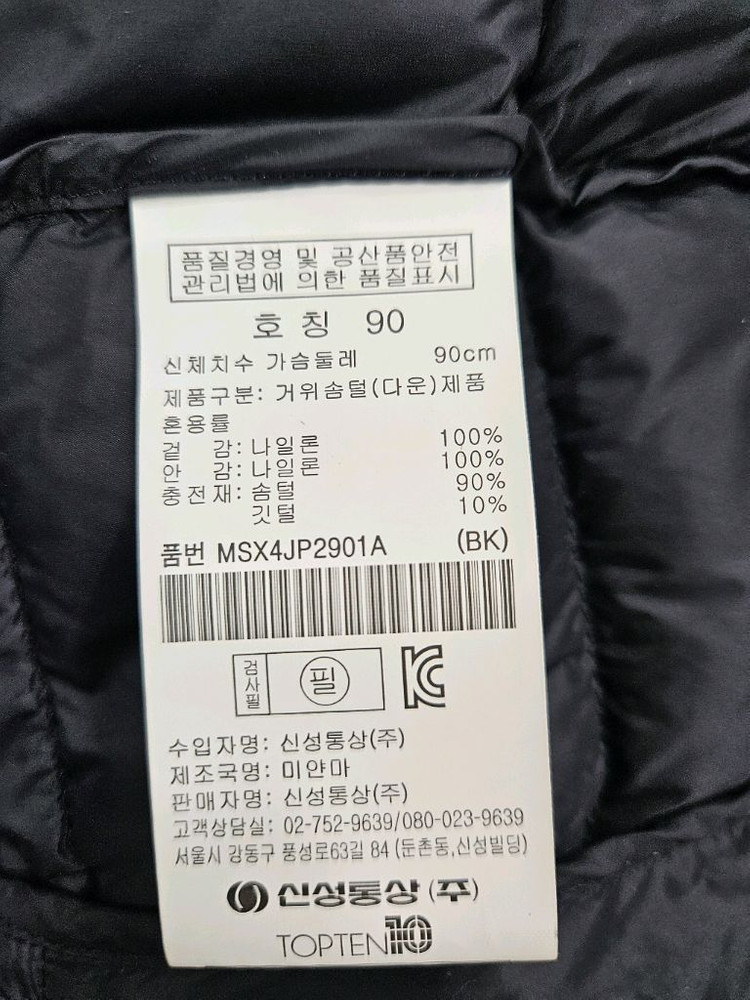 품질경영 및 공산품안전
관리법에 의한 품질표시
호칭 90
신체치수 가슴둘레 90cm
제품구분: 거위솜털(다운)제품
혼용률
겉 감: 나일론 100%
안 감: 나일론 100%
충전재: 솜털 90%
깃털 10%
품번 MSX4JP2901A (BK)
검사필 필 KC
수입자명: 신성통상(주)
제조국명: 미얀마
판매자명: 신성통상(주)
고객상담실: 02-752-9639/080-023-9639
서울시 강동구 풍성로63길 84 (둔촌동,신성빌딩)
신성통상(주)
TOPTEN10